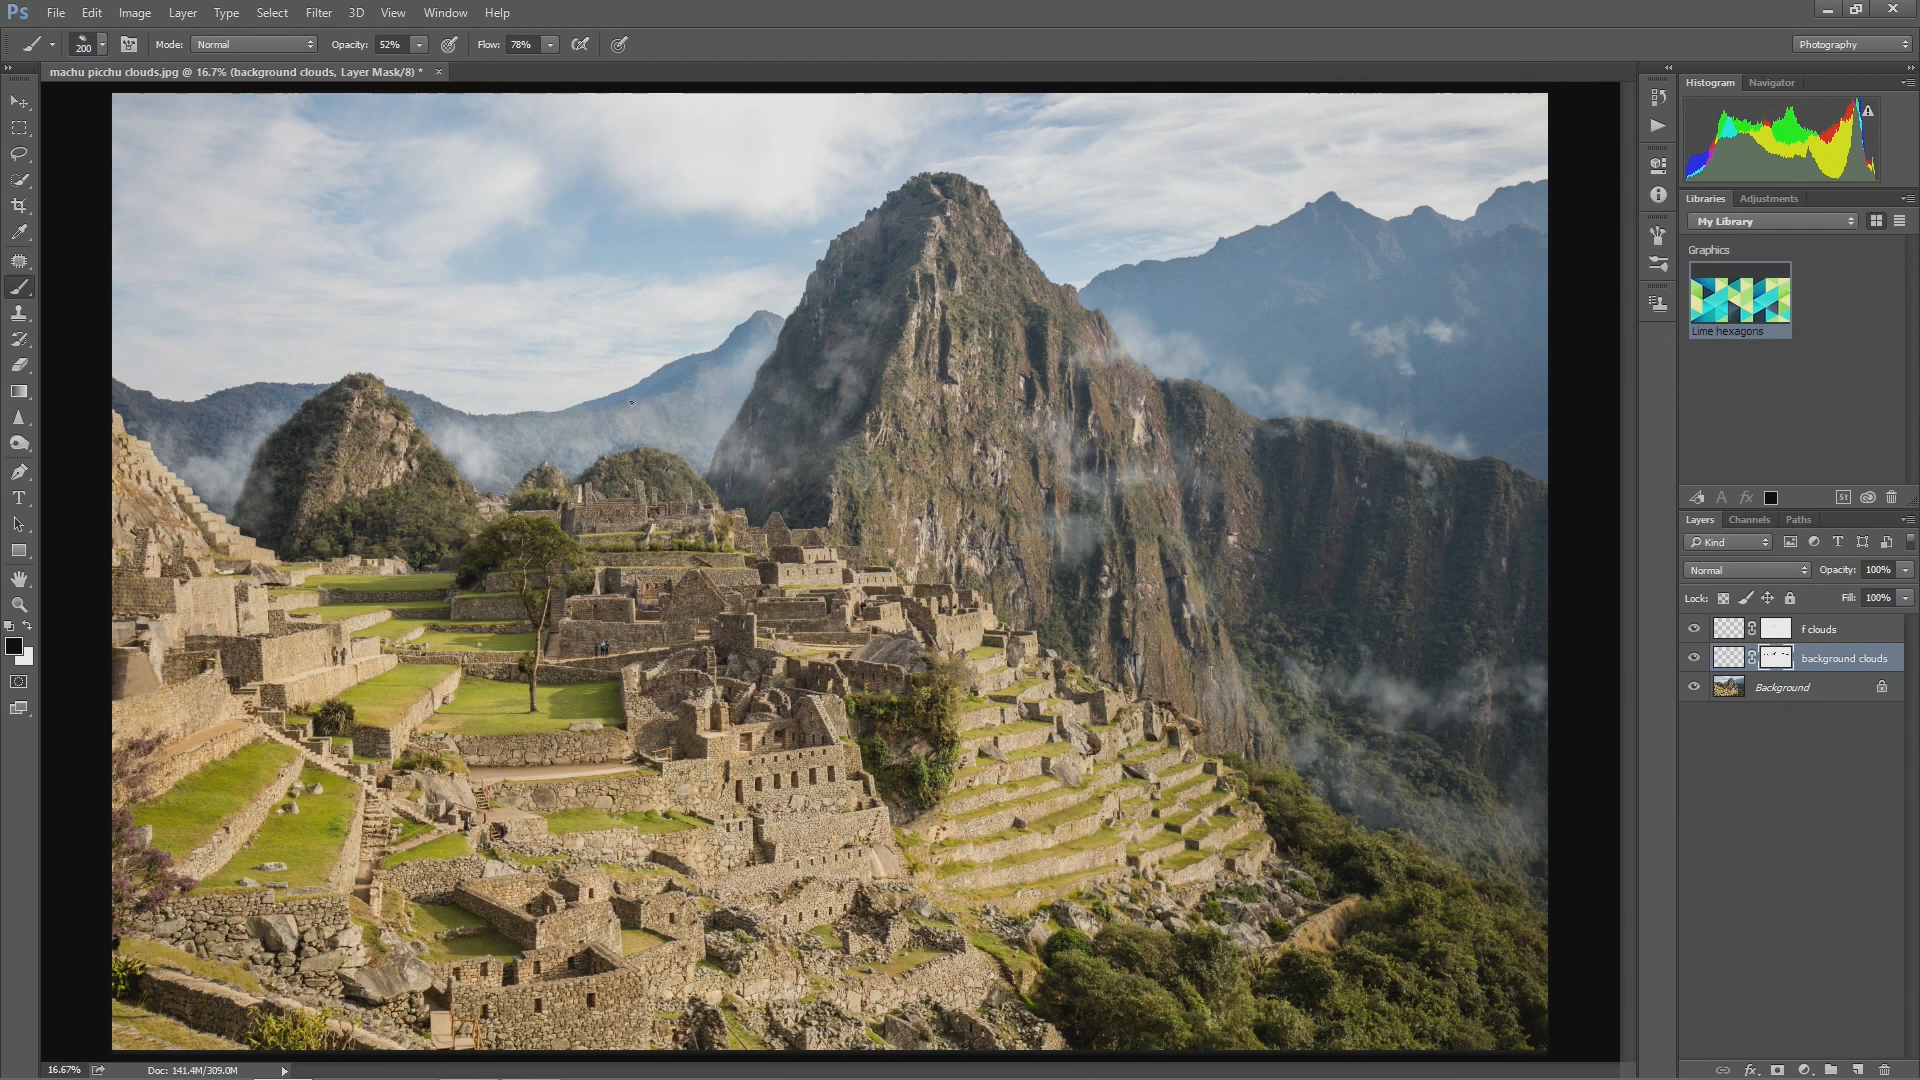 Ps File Edit Image Layer Type Select Filter 3D View Window Help
200 Mode: Normal Opacity: 52% Flow: 78% Photography
machu picchu clouds.jpg @ 16.7% (background clouds, Layer Mask/8) * ×
Histogram Navigator
Libraries Adjustments
My Library
Graphics
Lime hexagons
A fx St
Layers Channels Paths
Kind T
Normal Opacity: 100%
Lock: Fill: 100%
f clouds
background clouds
Background
fx
T
16.67% Doc: 141.4M/309.0M